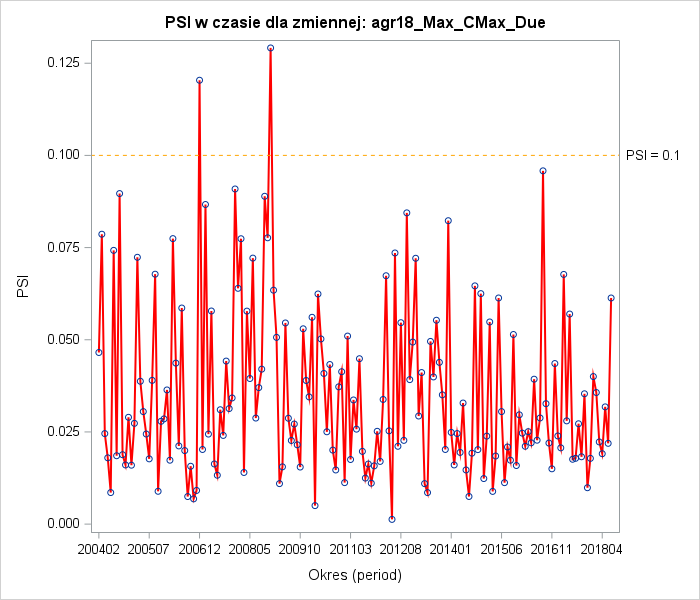 PSI w czasie dla zmiennej: agr18_Max_CMax_Due
0.125
0.100
PSI = 0.1
0.075
PSI
0.050
0.025
0.000
200402 200507 200612 200805 200910 201103 201208 201401 201506 201611 201804
Okres (period)